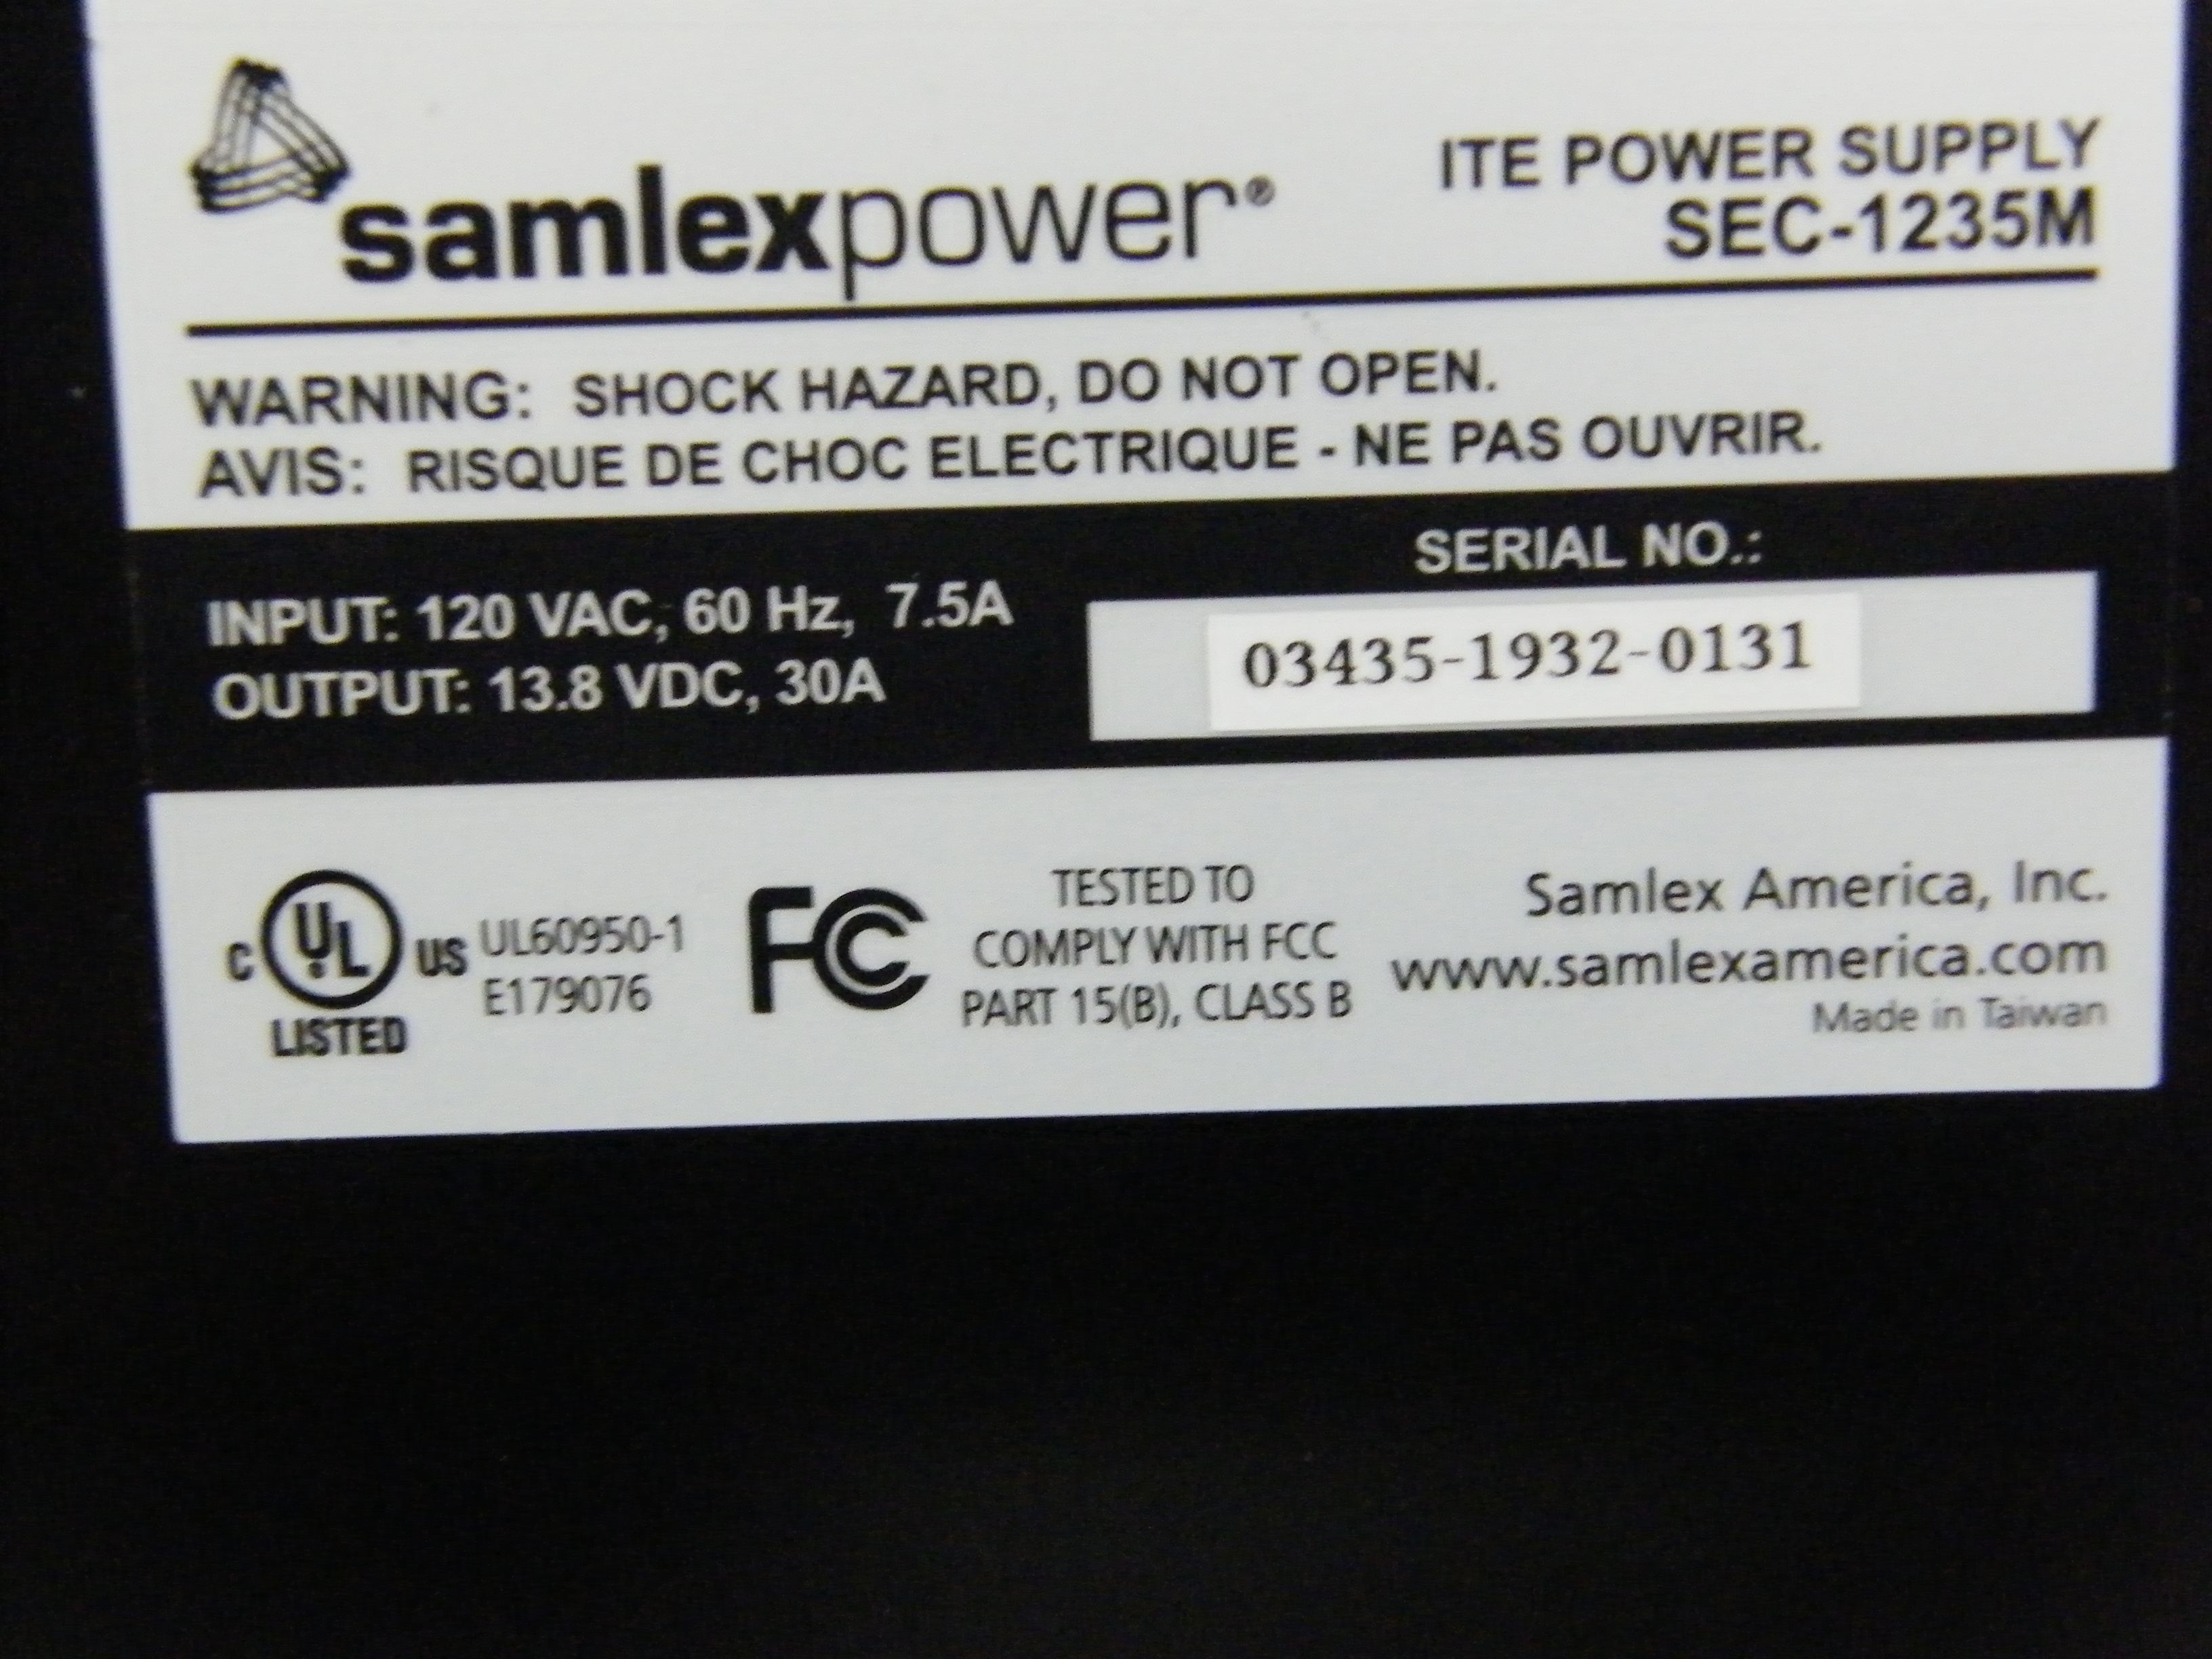 samlexpower®
ITE POWER SUPPLY
SEC-1235M
WARNING: SHOCK HAZARD, DO NOT OPEN.
AVIS: RISQUE DE CHOC ELECTRIQUE - NE PAS OUVRIR.
INPUT: 120 VAC, 60 Hz, 7.5A
OUTPUT: 13.8 VDC, 30A
SERIAL NO.:
03435-1932-0131
C UL US
LISTED
UL60950-1
E179076
FC
TESTED TO
COMPLY WITH FCC
PART 15(B), CLASS B
Samlex America, Inc.
www.samlexamerica.com
Made in Taiwan